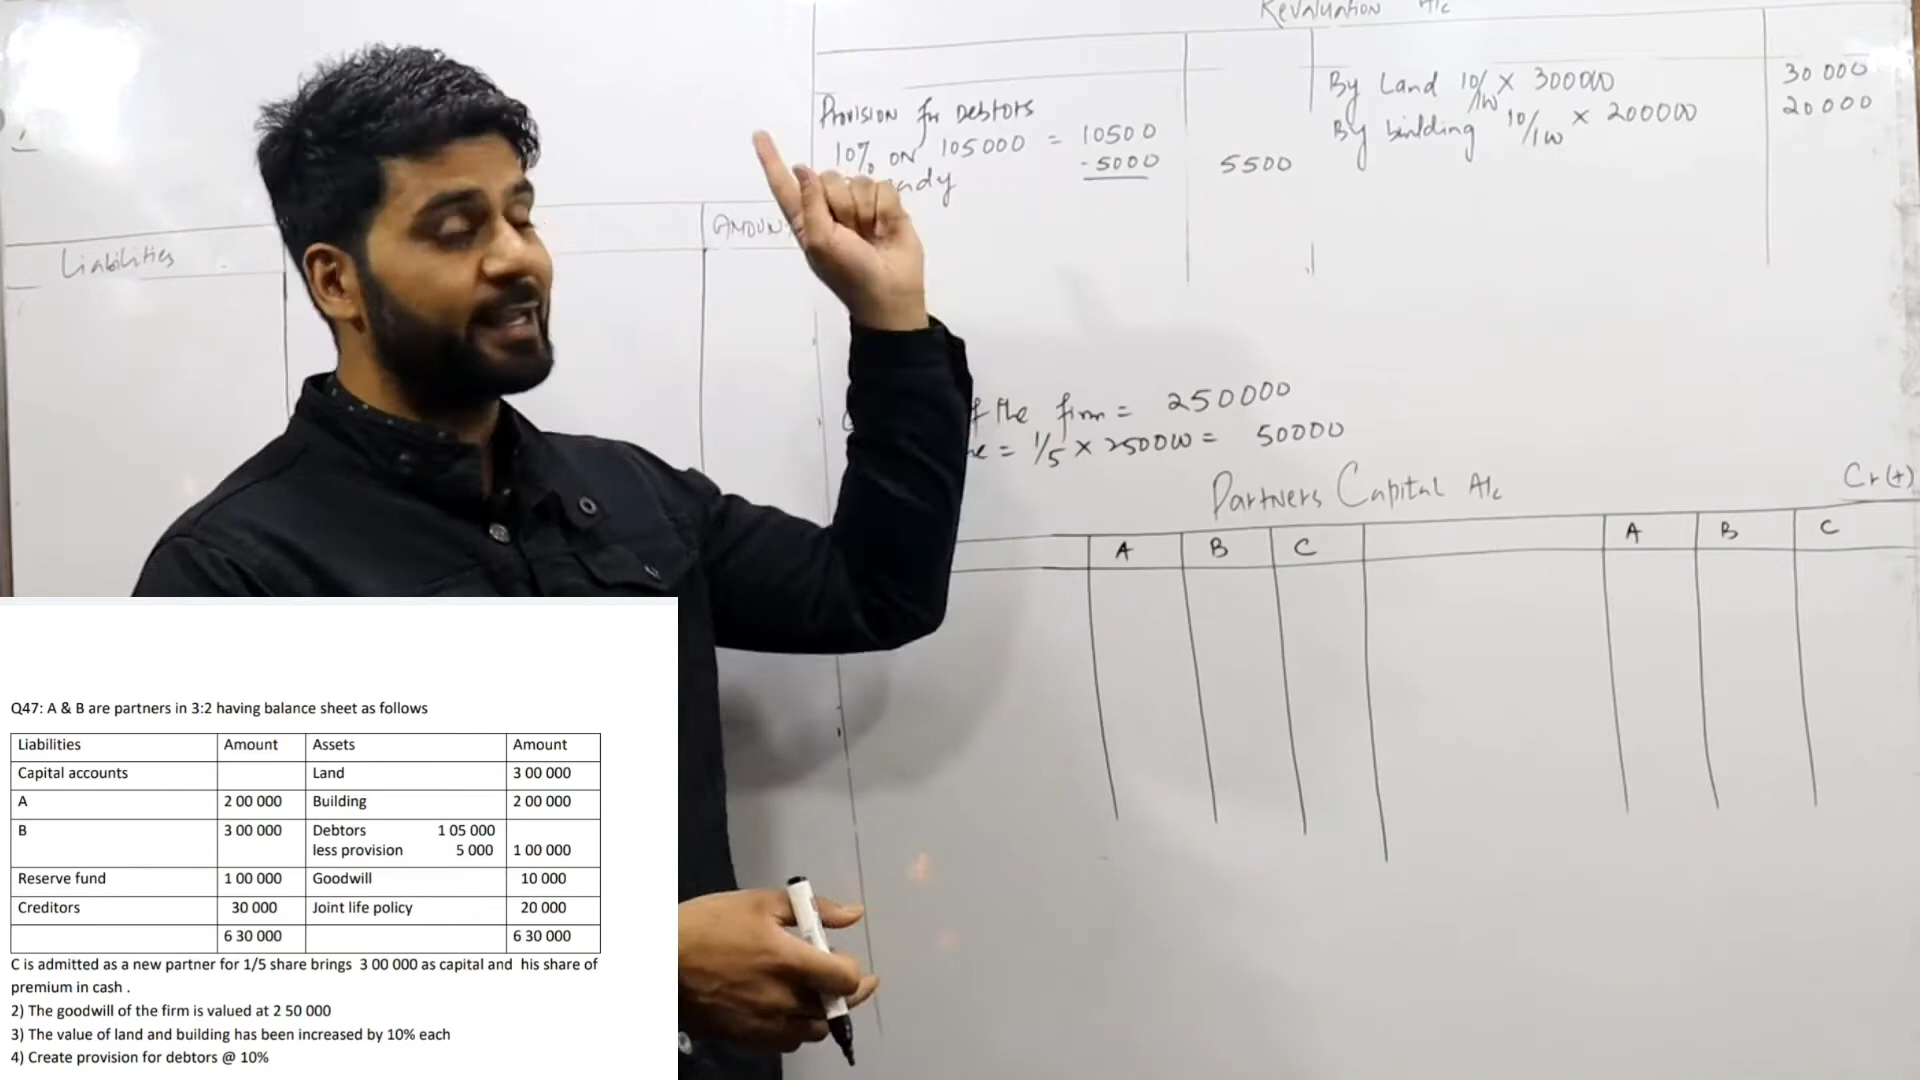 Revaluation A/c
Provision for Debtors
10% ON 105000 = 10500
-5000 5500
By Land 10/100 X 300000 30 000
By building 10/100 X 200000 20000
Liabilities AMOUNT
the firm = 250000
= 1/5 X 250000 = 50000
Partners Capital A/c
Cr (+)
A B C A B C
Q47: A & B are partners in 3:2 having balance sheet as follows
Liabilities Amount Assets Amount
Capital accounts Land 3 00 000
A 2 00 000 Building 2 00 000
B 3 00 000 Debtors 1 05 000
less provision 5 000 1 00 000
Reserve fund 1 00 000 Goodwill 10 000
Creditors 30 000 Joint life policy 20 000
6 30 000 6 30 000
C is admitted as a new partner for 1/5 share brings 3 00 000 as capital and his share of
premium in cash .
2) The goodwill of the firm is valued at 2 50 000
3) The value of land and building has been increased by 10% each
4) Create provision for debtors @ 10%